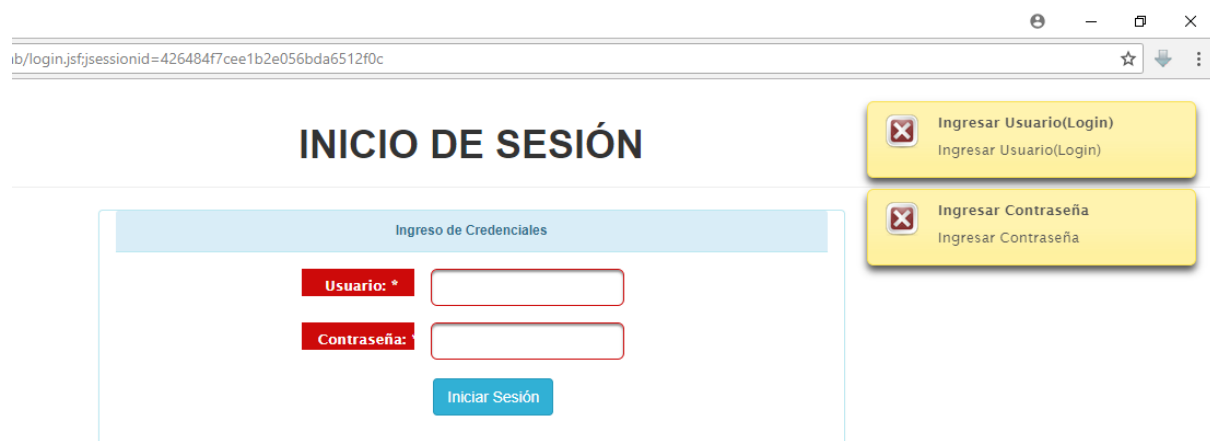 ab/login.jsf;jsessionid=426484f7cee1b2e056bda6512f0c
INICIO DE SESIÓN
Ingresar Usuario(Login)
Ingresar Usuario(Login)
Ingresar Contraseña
Ingresar Contraseña
Ingreso de Credenciales
Usuario: *
Contraseña: *
Iniciar Sesión